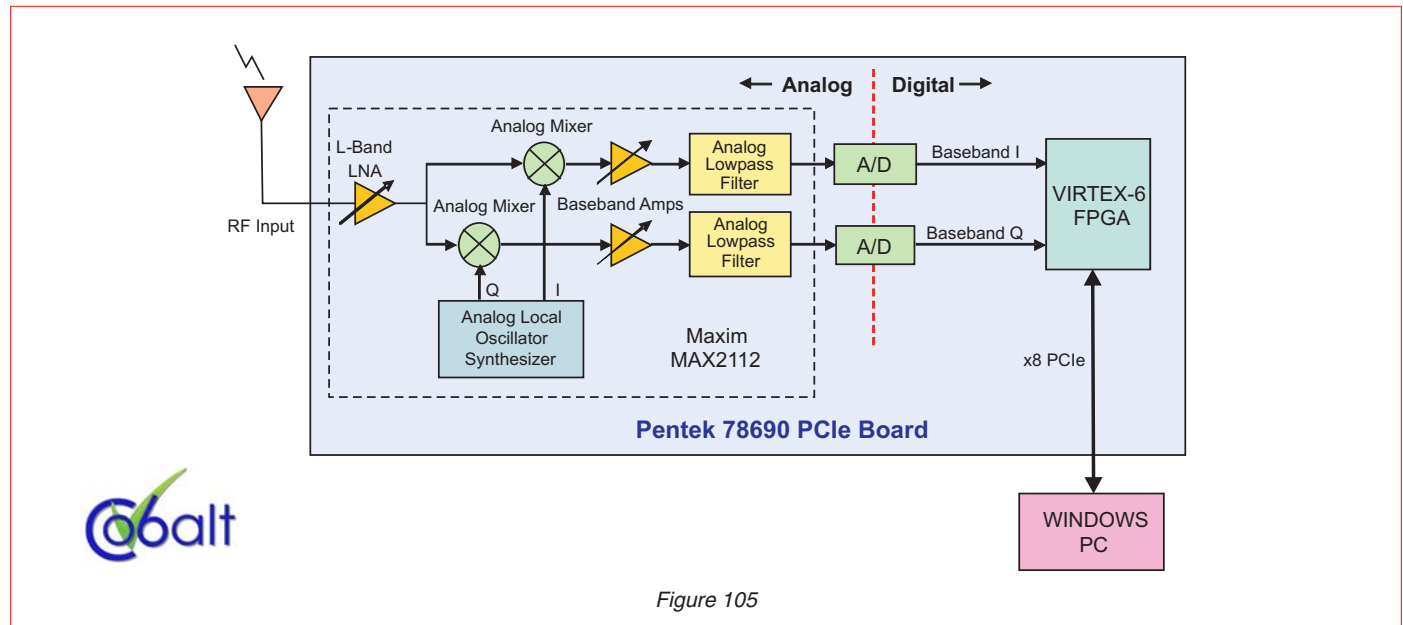 ← Analog
Digital →
Analog Mixer
L-Band
LNA
Analog
Lowpass
Filter
A/D
Baseband I
VIRTEX-6
FPGA
RF Input
Analog Mixer
Baseband Amps
Analog
Lowpass
Filter
A/D
Baseband Q
Q
I
Analog Local
Oscillator
Synthesizer
Maxim
MAX2112
x8 PCIe
Pentek 78690 PCIe Board
Cobalt
WINDOWS
PC
Figure 105